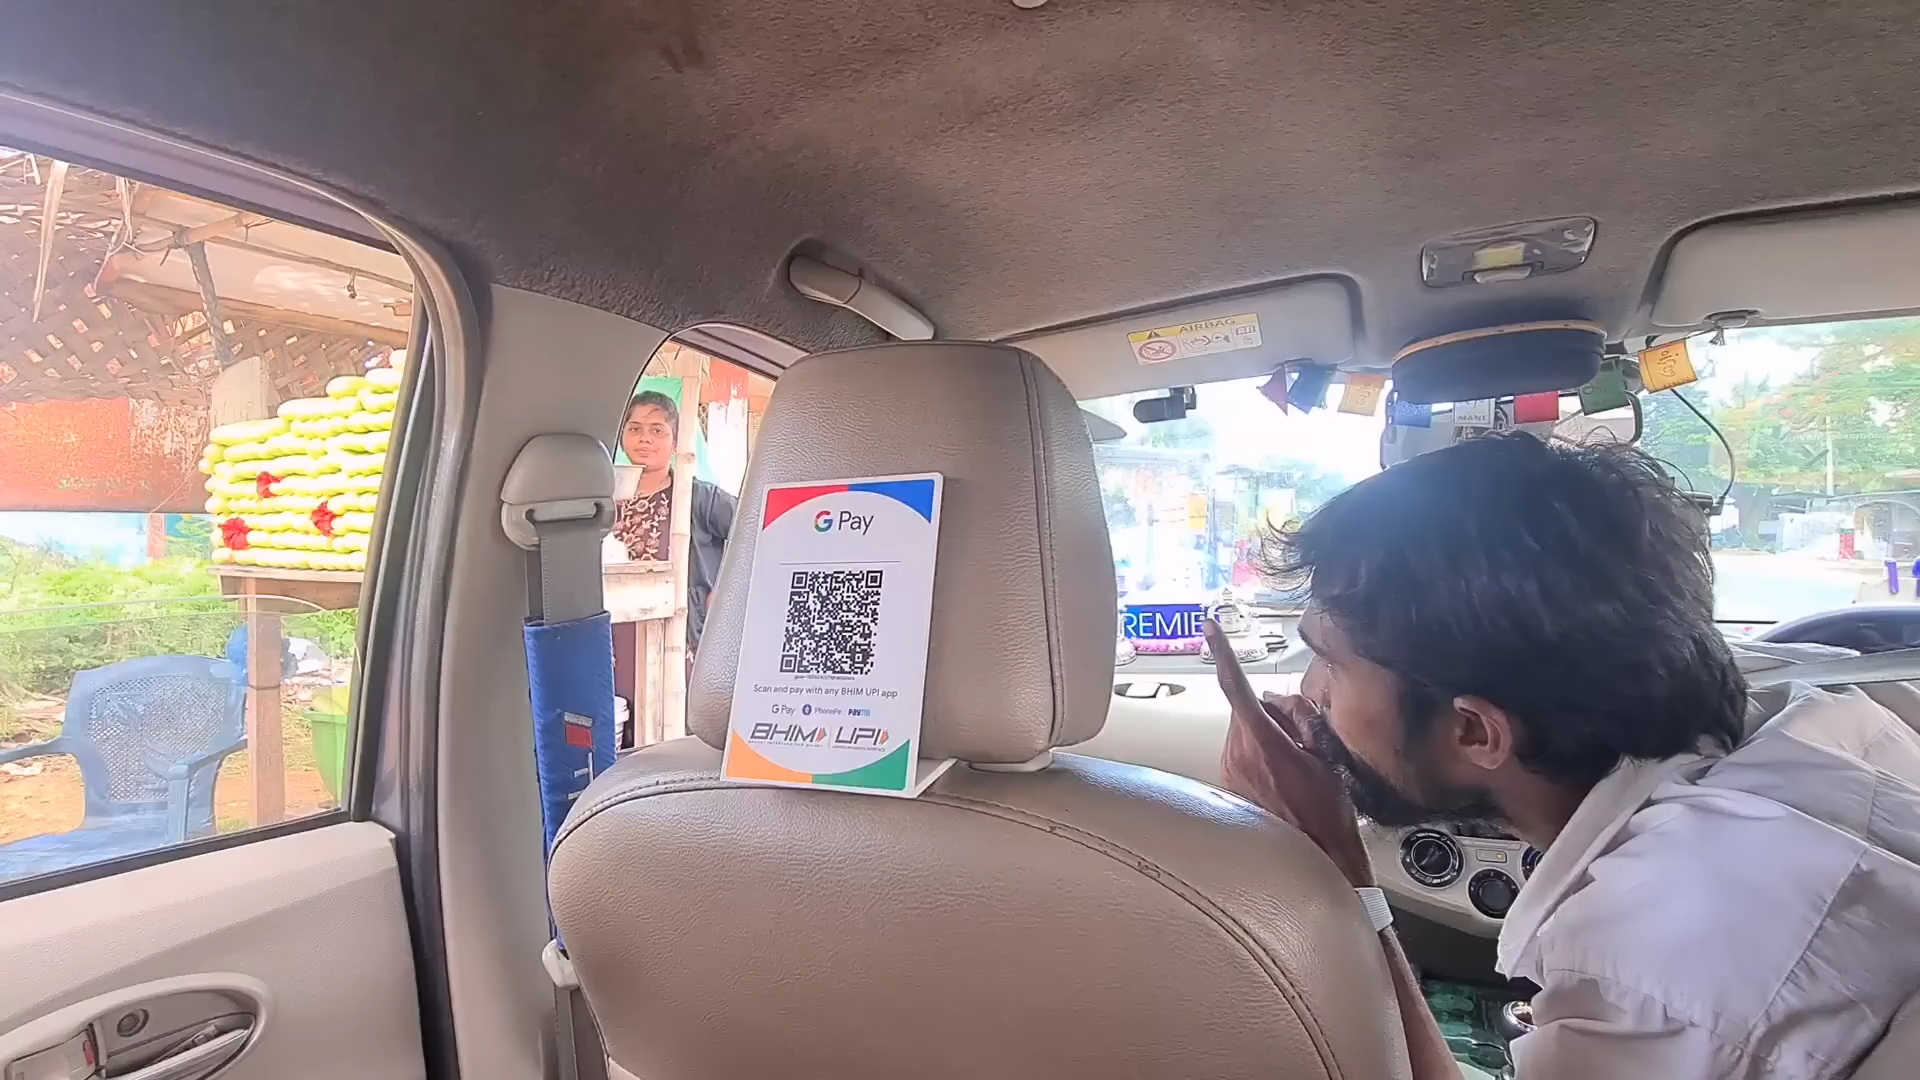 AIRBAG
G Pay
Scan and pay with any BHIM UPI app
G Pay PhonePe Paytm
BHIM UPI
REMIE
MANI